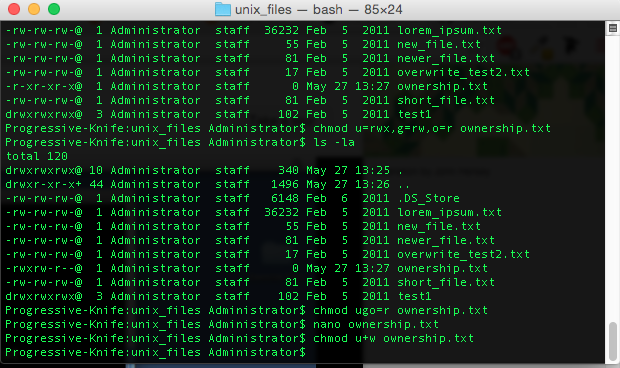 unix_files — bash — 85×24
-rw-rw-rw-@ 1 Administrator staff 36232 Feb 5 2011 lorem_ipsum.txt
-rw-rw-rw-@ 1 Administrator staff 55 Feb 5 2011 new_file.txt
-rw-rw-rw-@ 1 Administrator staff 81 Feb 5 2011 newer_file.txt
-rw-rw-rw-@ 1 Administrator staff 17 Feb 5 2011 overwrite_test2.txt
-r-xr-xr-x@ 1 Administrator staff 0 May 27 13:27 ownership.txt
-rw-rw-rw-@ 1 Administrator staff 81 Feb 5 2011 short_file.txt
drwxrwxrwx@ 3 Administrator staff 102 Feb 5 2011 test1
Progressive-Knife:unix_files Administrator$ chmod u=rwx,g=rw,o=r ownership.txt
Progressive-Knife:unix_files Administrator$ ls -la
total 120
drwxrwxrwx@ 10 Administrator staff 340 May 27 13:25 .
drwxr-xr-x+ 44 Administrator staff 1496 May 27 13:26 ..
-rw-rw-rw-@ 1 Administrator staff 6148 Feb 6 2011 .DS_Store
-rw-rw-rw-@ 1 Administrator staff 36232 Feb 5 2011 lorem_ipsum.txt
-rw-rw-rw-@ 1 Administrator staff 55 Feb 5 2011 new_file.txt
-rw-rw-rw-@ 1 Administrator staff 81 Feb 5 2011 newer_file.txt
-rw-rw-rw-@ 1 Administrator staff 17 Feb 5 2011 overwrite_test2.txt
-rwxrw-r--@ 1 Administrator staff 0 May 27 13:27 ownership.txt
-rw-rw-rw-@ 1 Administrator staff 81 Feb 5 2011 short_file.txt
drwxrwxrwx@ 3 Administrator staff 102 Feb 5 2011 test1
Progressive-Knife:unix_files Administrator$ chmod ugo=r ownership.txt
Progressive-Knife:unix_files Administrator$ nano ownership.txt
Progressive-Knife:unix_files Administrator$ chmod u+w ownership.txt
Progressive-Knife:unix_files Administrator$